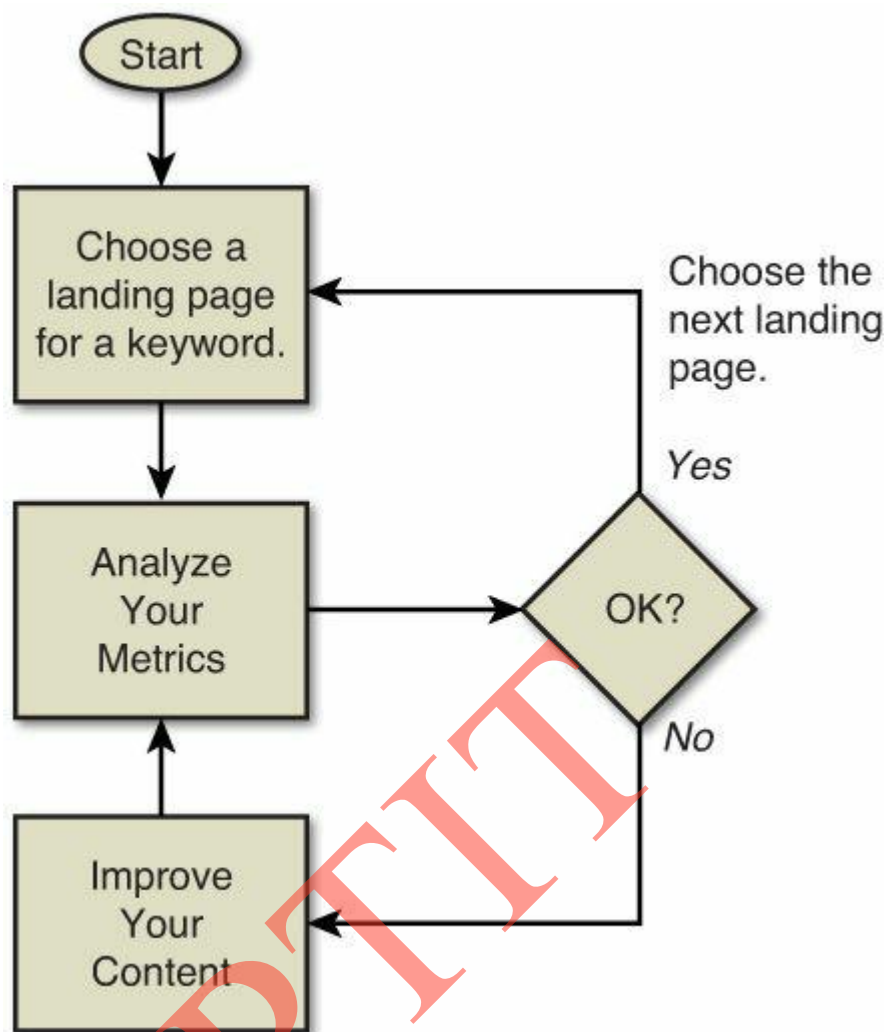 Start
Choose a
landing page
for a keyword.
Choose the
next landing
page.
Yes
Analyze
Your
Metrics
OK?
No
Improve
Your
Content
PTIT